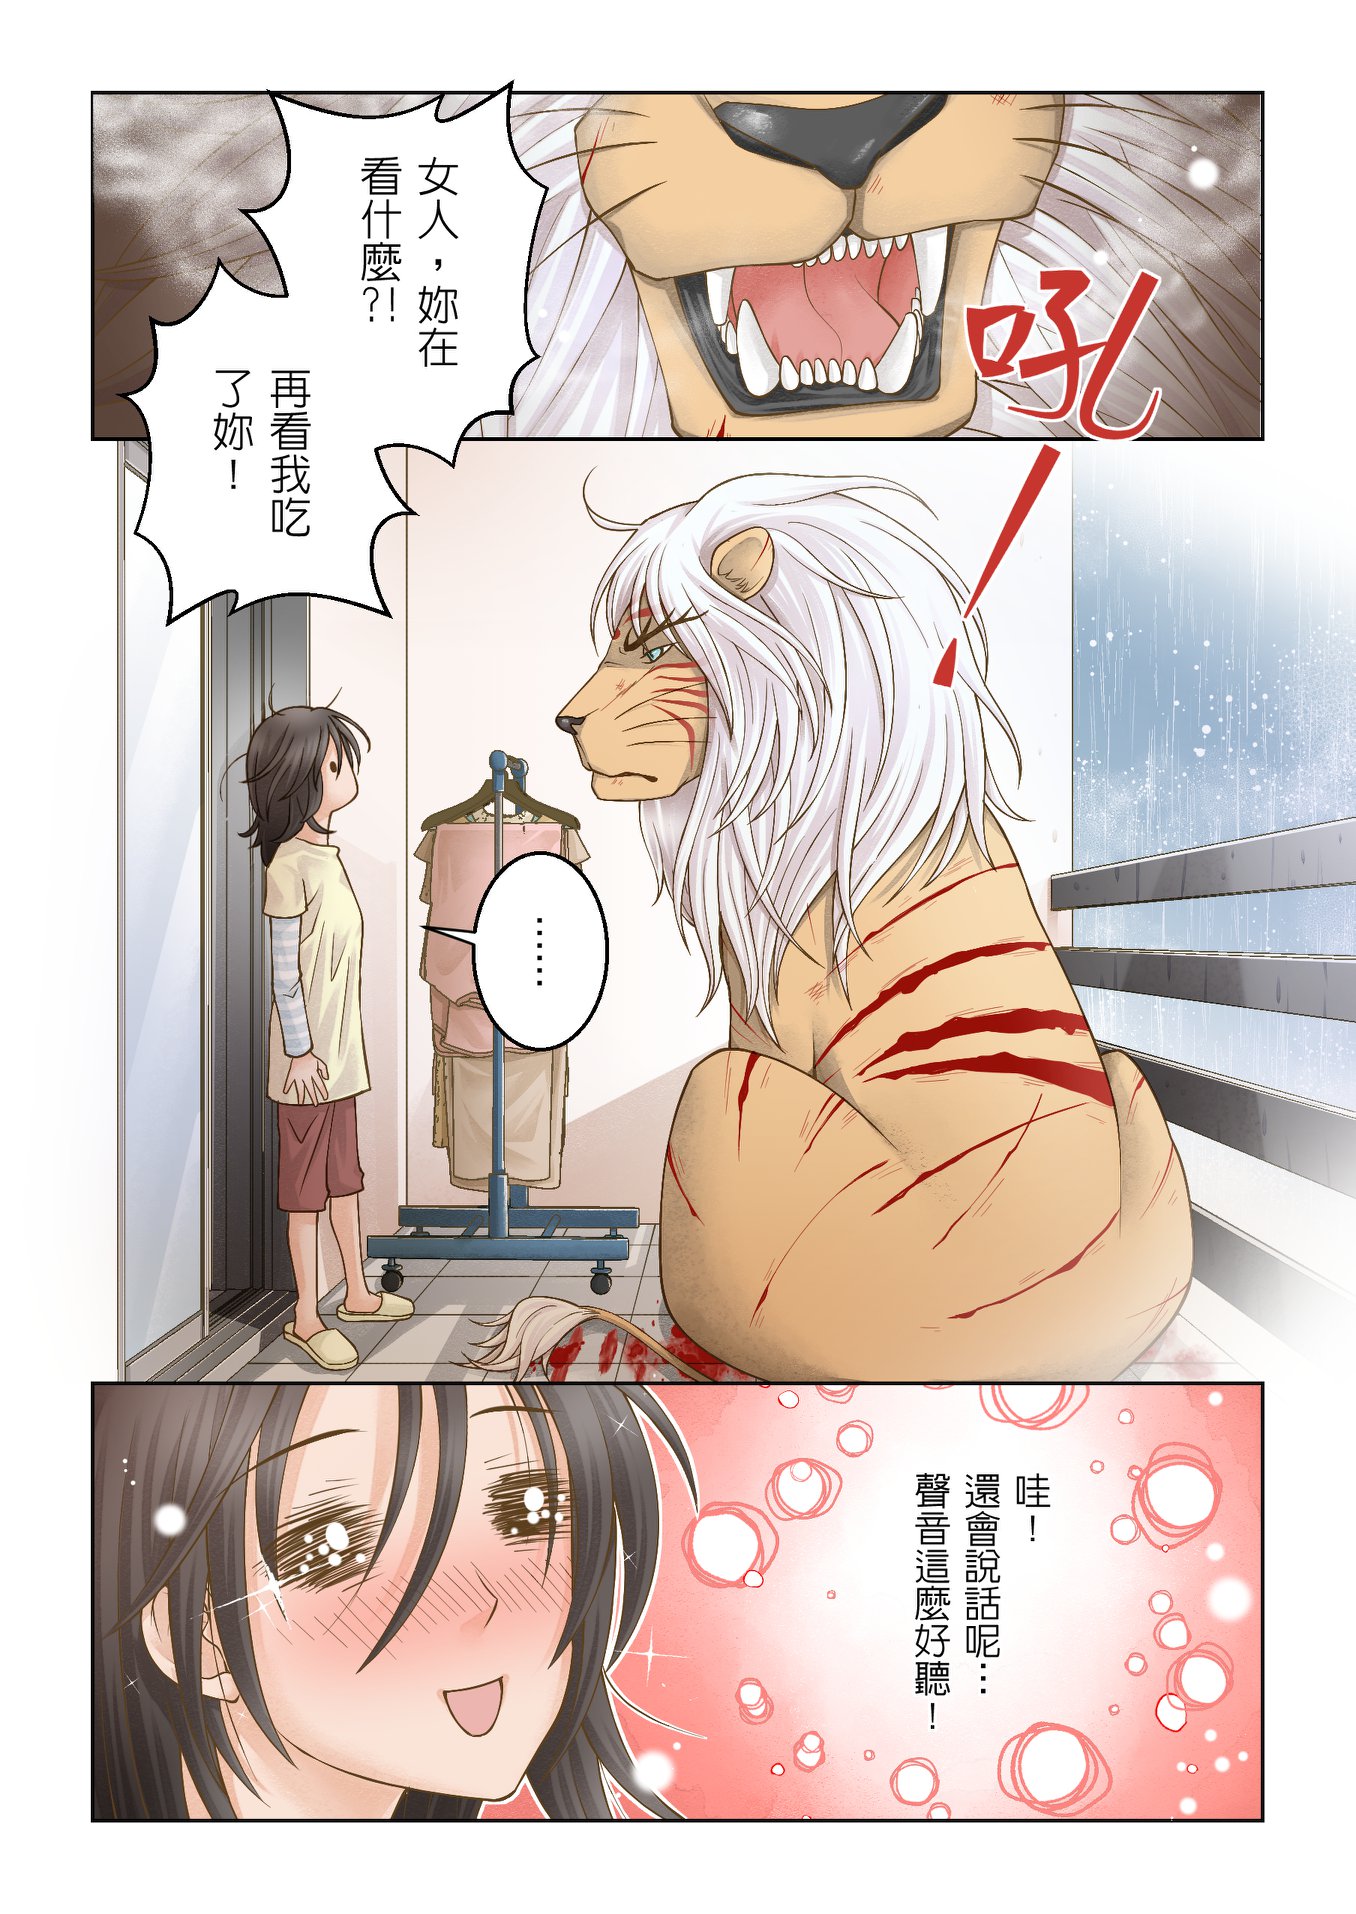 女人，妳在
看什麼?!
再看我吃
了妳！
吼！
⋯⋯
哇！
還會說話呢⋯
聲音這麼好聽！